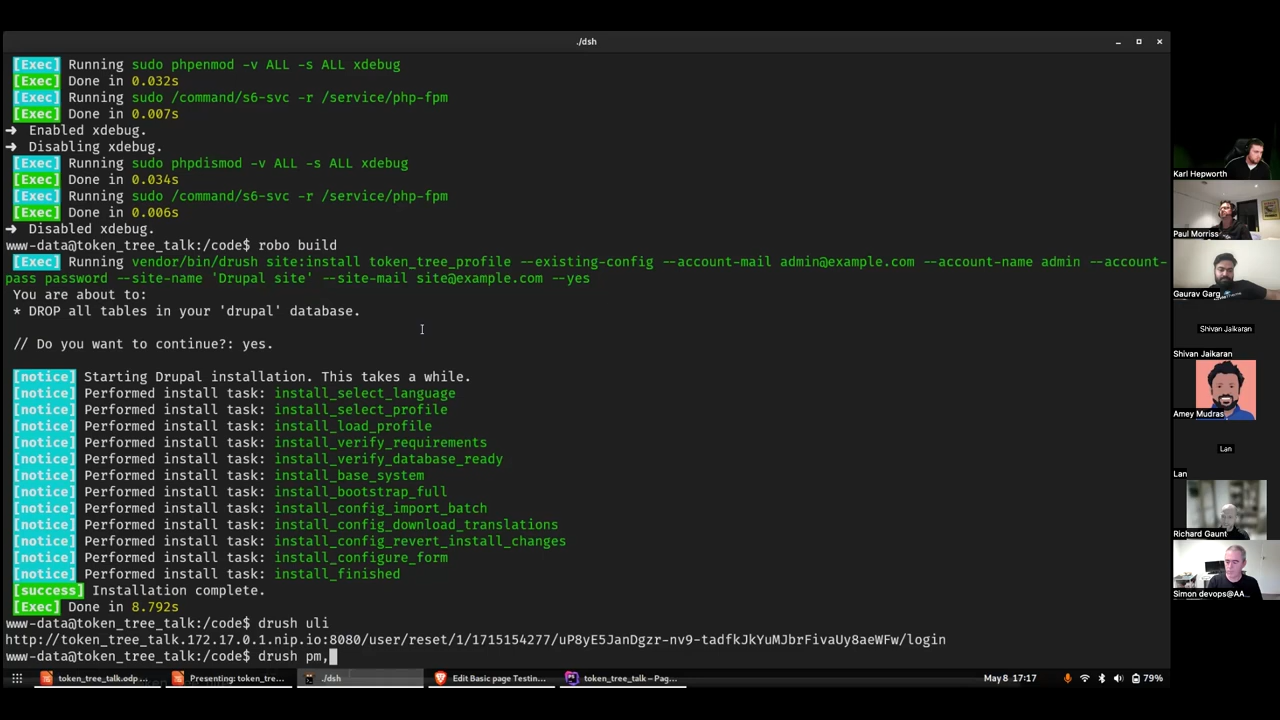 ./dsh
[Exec] Running sudo phpenmod -v ALL -s ALL xdebug
[Exec] Done in 0.032s
[Exec] Running sudo /command/s6-svc -r /service/php-fpm
[Exec] Done in 0.007s
➜ Enabled xdebug.
➜ Disabling xdebug.
[Exec] Running sudo phpdismod -v ALL -s ALL xdebug
[Exec] Done in 0.034s
[Exec] Running sudo /command/s6-svc -r /service/php-fpm
[Exec] Done in 0.006s
➜ Disabled xdebug.
www-data@token_tree_talk:/code$ robo build
[Exec] Running vendor/bin/drush site:install token_tree_profile --existing-config --account-mail admin@example.com --account-name admin --account-
pass password --site-name 'Drupal site' --site-mail site@example.com --yes
You are about to:
* DROP all tables in your 'drupal' database.
// Do you want to continue?: yes.
[notice] Starting Drupal installation. This takes a while.
[notice] Performed install task: install_select_language
[notice] Performed install task: install_select_profile
[notice] Performed install task: install_load_profile
[notice] Performed install task: install_verify_requirements
[notice] Performed install task: install_verify_database_ready
[notice] Performed install task: install_base_system
[notice] Performed install task: install_bootstrap_full
[notice] Performed install task: install_config_import_batch
[notice] Performed install task: install_config_download_translations
[notice] Performed install task: install_config_revert_install_changes
[notice] Performed install task: install_configure_form
[notice] Performed install task: install_finished
[success] Installation complete.
[Exec] Done in 8.792s
www-data@token_tree_talk:/code$ drush uli
http://token_tree_talk.172.17.0.1.nip.io:8080/user/reset/1/1715154277/uP8yE5JanDgzr-nv9-tadfkJkYuMJbrFivaUy8aeWFw/login
www-data@token_tree_talk:/code$ drush pm,
token_tree_talk.odp ...
Presenting: token_tre...
./dsh
Edit Basic page Testin...
token_tree_talk – Pag...
May 8 17:17
79%
Karl Hepworth
Paul Morriss
Gaurav Garg
Shivan Jaikaran
Shivan Jaikaran
Amey Mudras
Lan
Lan
Richard Gaunt
Simon devops@AA...